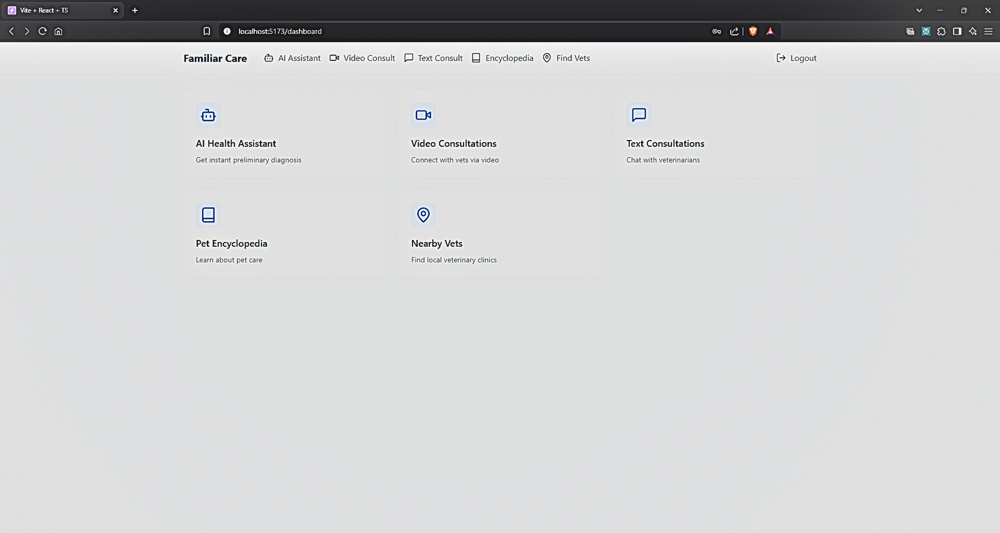 Vite + React + TS
localhost:5173/dashboard
Familiar Care AI Assistant Video Consult Text Consult Encyclopedia Find Vets Logout
AI Health Assistant
Get instant preliminary diagnosis
Video Consultations
Connect with vets via video
Text Consultations
Chat with veterinarians
Pet Encyclopedia
Learn about pet care
Nearby Vets
Find local veterinary clinics